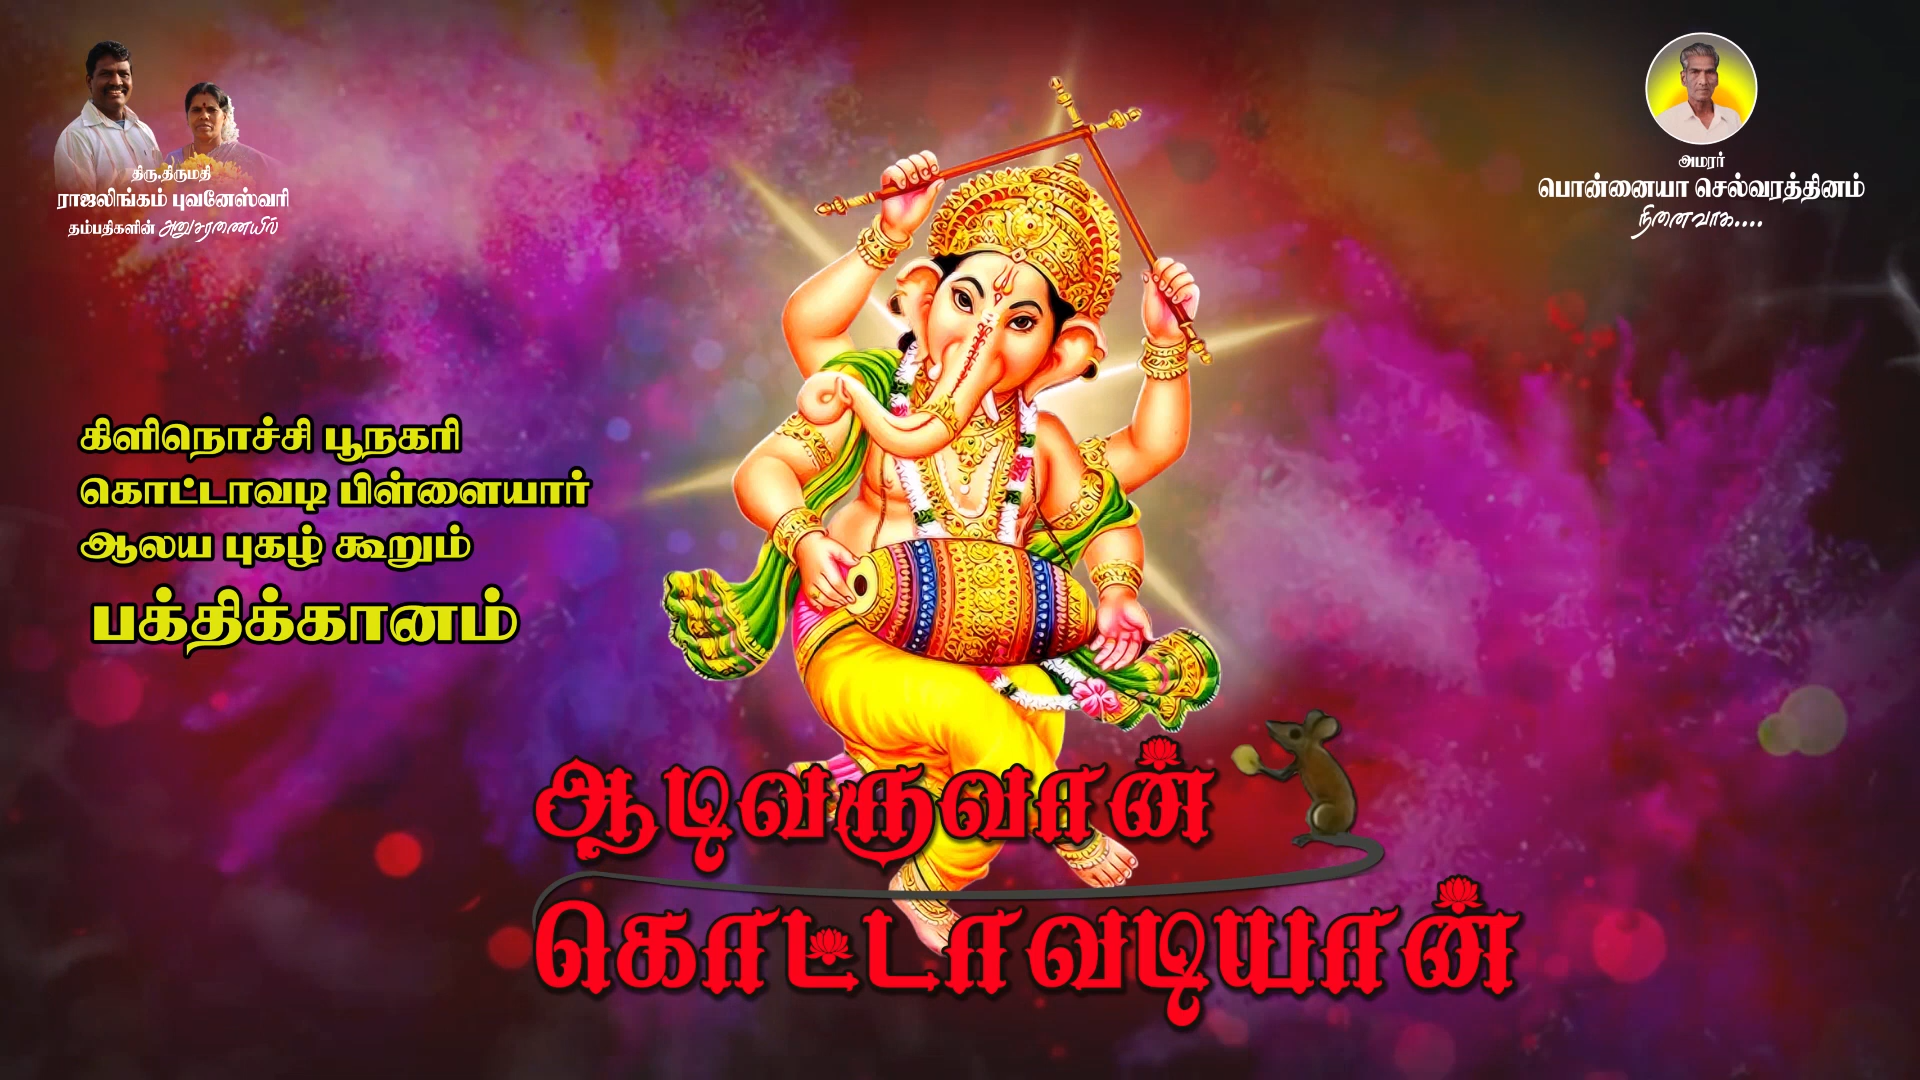 திரு.திருமதி
ராஜலிங்கம் புவனேஸ்வரி
தம்பதிகளின் அனுசரணையில்
அமரர்
பொன்னையா செல்வரத்தினம்
நினைவாக....
கிளிநொச்சி பூநகரி
கொட்டாவடி பிள்ளையார்
ஆலய புகழ் கூறும்
பக்திக்கானம்
ஆடிவருவான்
கொட்டாவடியான்